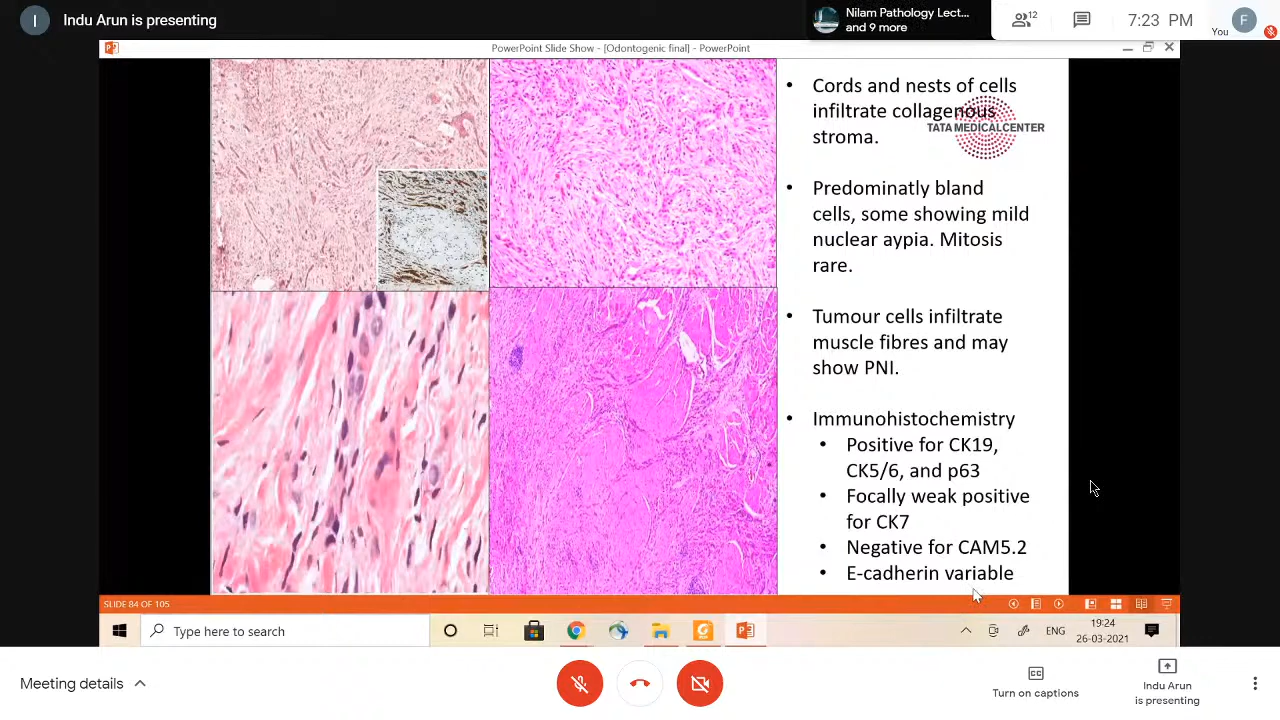 I
Indu Arun is presenting
Nilam Pathology Lect...
and 9 more
12
7:23 PM
You
F
PowerPoint Slide Show - [Odontogenic final] - PowerPoint
• Cords and nests of cells
infiltrate collagenous
stroma.
TATA MEDICAL CENTER
• Predominatly bland
cells, some showing mild
nuclear aypia. Mitosis
rare.
• Tumour cells infiltrate
muscle fibres and may
show PNI.
• Immunohistochemistry
• Positive for CK19,
CK5/6, and p63
• Focally weak positive
for CK7
• Negative for CAM5.2
• E-cadherin variable
SLIDE 84 OF 105
Type here to search
ENG
19:24
26-03-2021
Meeting details
CC
Turn on captions
Indu Arun
is presenting